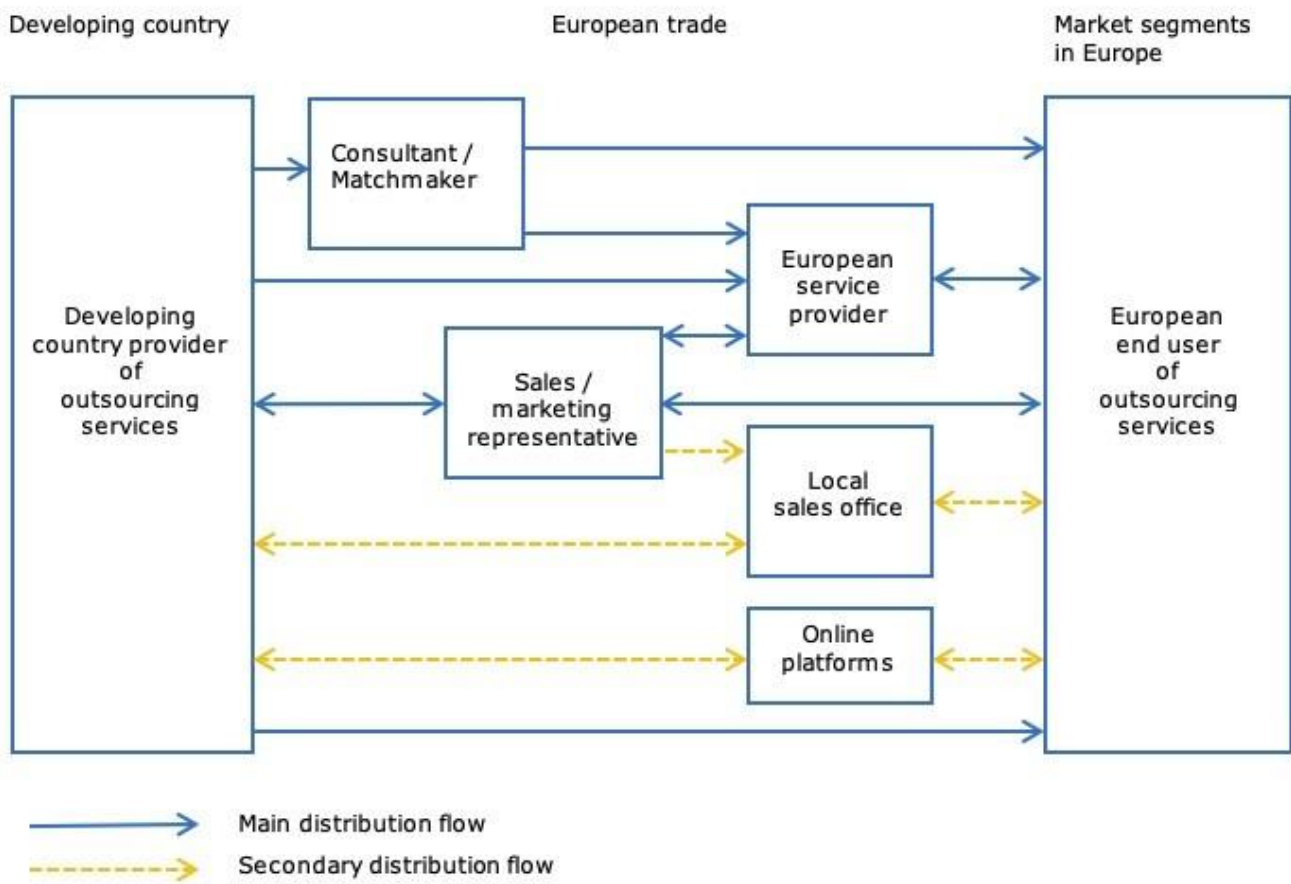 Developing country
European trade
Market segments
in Europe
Consultant /
Matchmaker
European
service
provider
Developing
country provider
of
outsourcing
services
Sales /
marketing
representative
European
end user
of
outsourcing
services
Local
sales office
Online
platforms
Main distribution flow
Secondary distribution flow